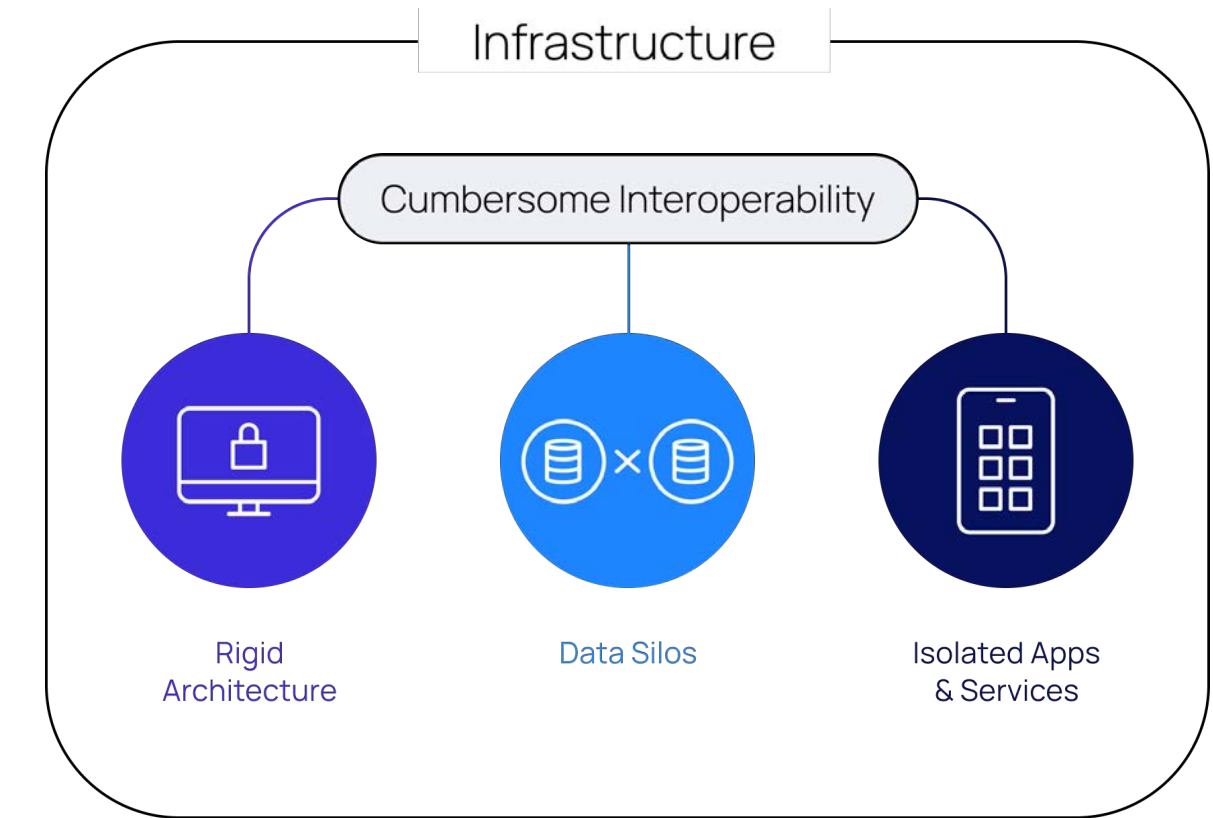 Infrastructure
Cumbersome Interoperability
Rigid
Architecture
Data Silos
Isolated Apps
& Services